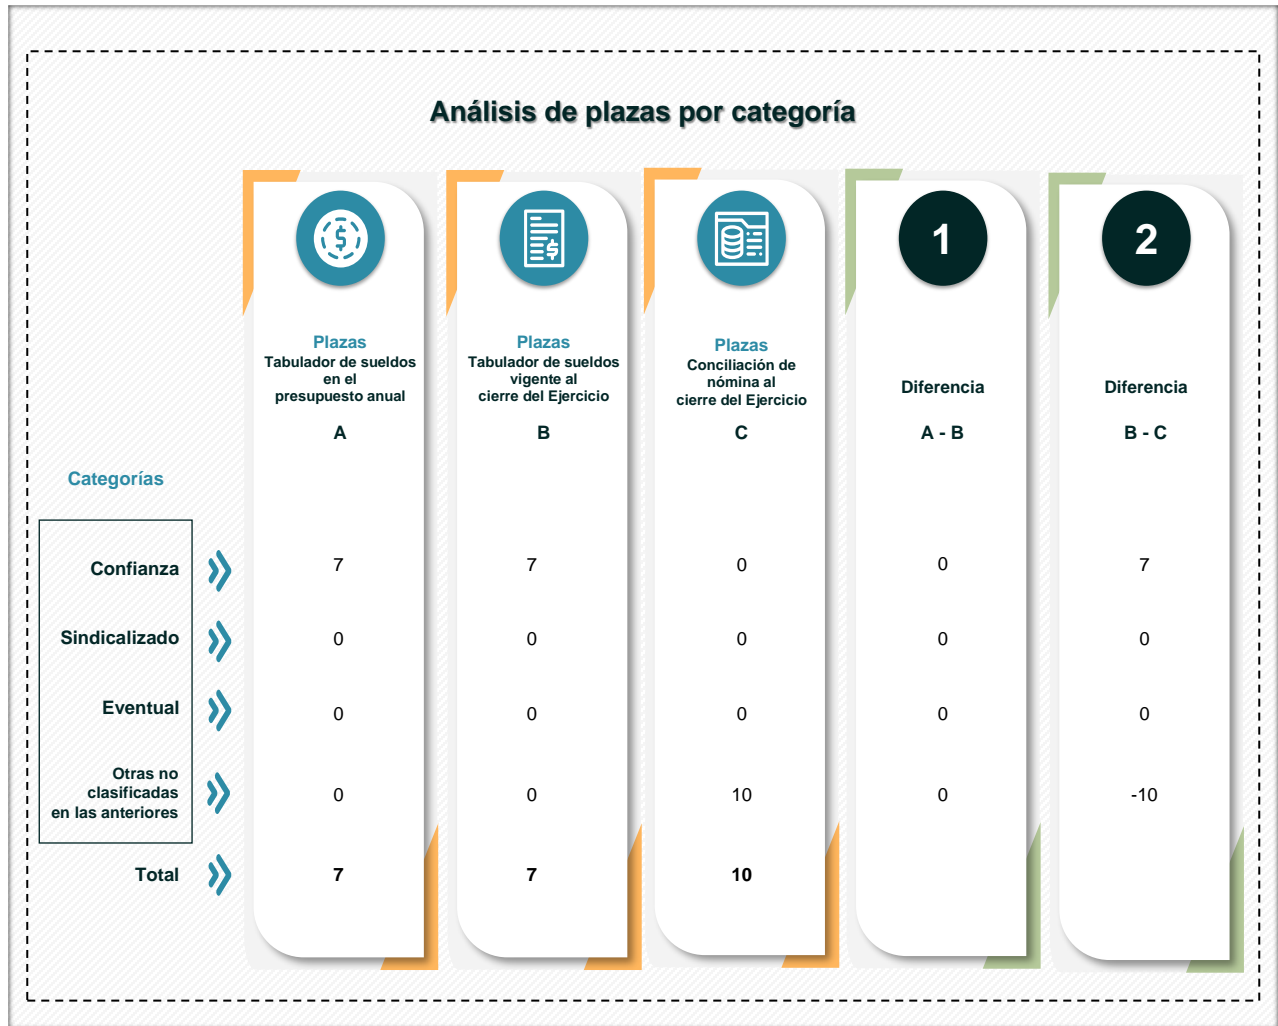 Análisis de plazas por categoría
Plazas
Tabulador de sueldos
en el
presupuesto anual
A
Plazas
Tabulador de sueldos
vigente al
cierre del Ejercicio
B
Plazas
Conciliación de
nómina al
cierre del Ejercicio
C
1
Diferencia
A - B
2
Diferencia
B - C
Categorías
Confianza 7 7 0 0 7
Sindicalizado 0 0 0 0 0
Eventual 0 0 0 0 0
Otras no
clasificadas
en las anteriores
0 0 10 0 -10
Total 7 7 10